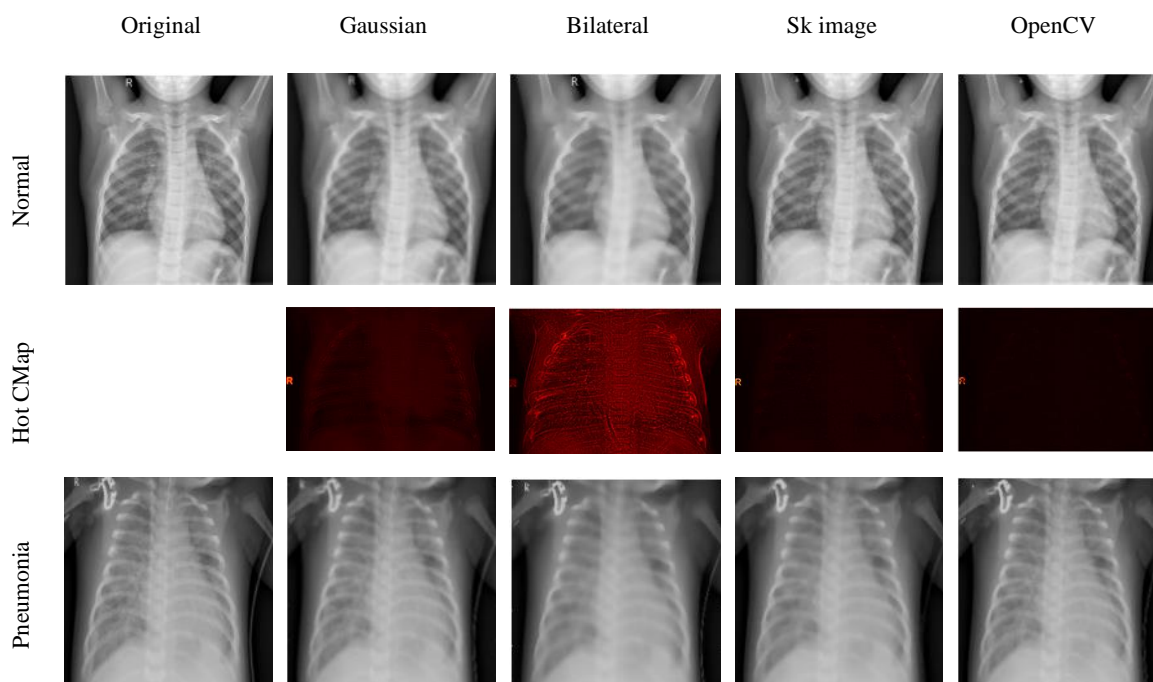 Original Gaussian Bilateral Sk image OpenCV
Normal
R R R
Hot CMap
R R R
Pneumonia
R R R